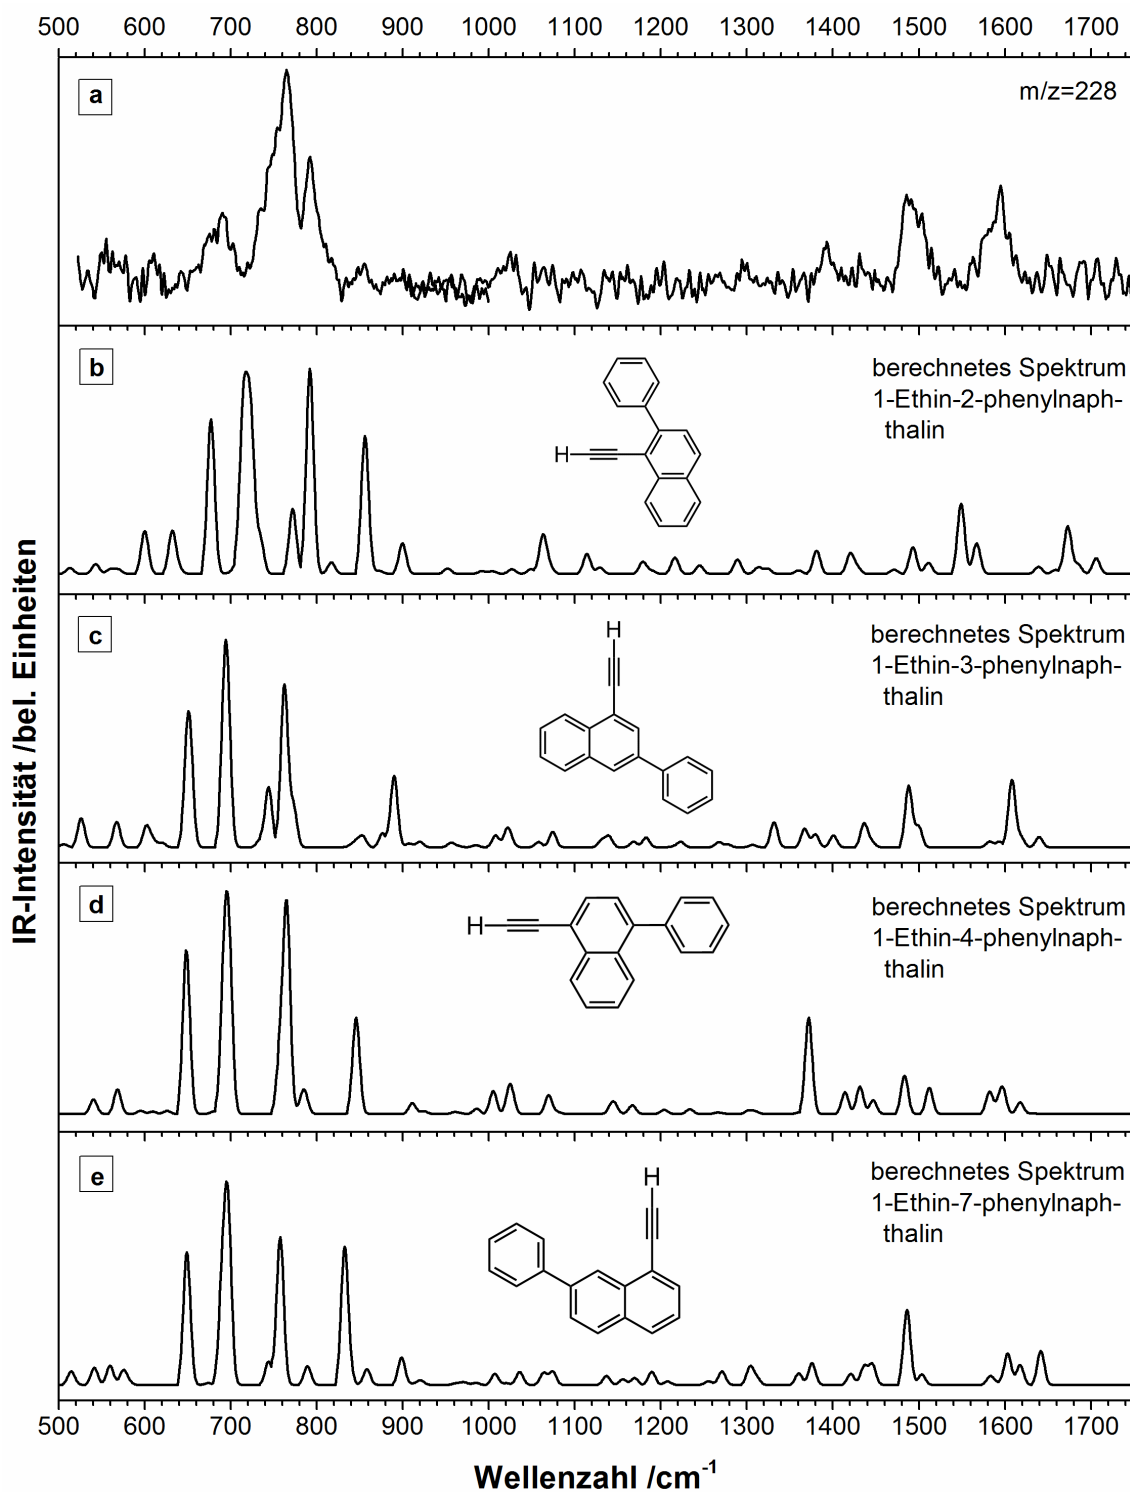 500 600 700 800 900 1000 1100 1200 1300 1400 1500 1600 1700
a
m/z=228
b
berechnetes Spektrum
1-Ethin-2-phenylnaph-
thalin
H
c
berechnetes Spektrum
1-Ethin-3-phenylnaph-
thalin
H
d
berechnetes Spektrum
1-Ethin-4-phenylnaph-
thalin
H
e
berechnetes Spektrum
1-Ethin-7-phenylnaph-
thalin
H
IR-Intensität /bel. Einheiten
500 600 700 800 900 1000 1100 1200 1300 1400 1500 1600 1700
Wellenzahl /cm⁻¹